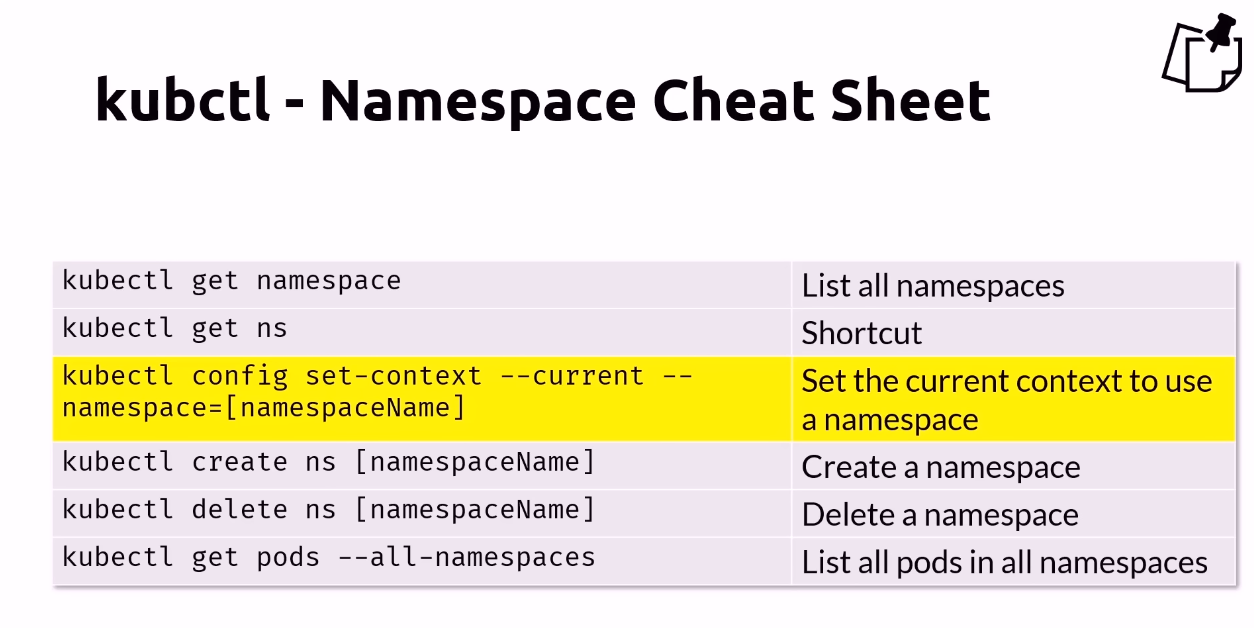 kubctl - Namespace Cheat Sheet
kubectl get namespace
List all namespaces
kubectl get ns
Shortcut
kubectl config set-context --current --
namespace=[namespaceName]
Set the current context to use
a namespace
kubectl create ns [namespaceName]
Create a namespace
kubectl delete ns [namespaceName]
Delete a namespace
kubectl get pods --all-namespaces
List all pods in all namespaces